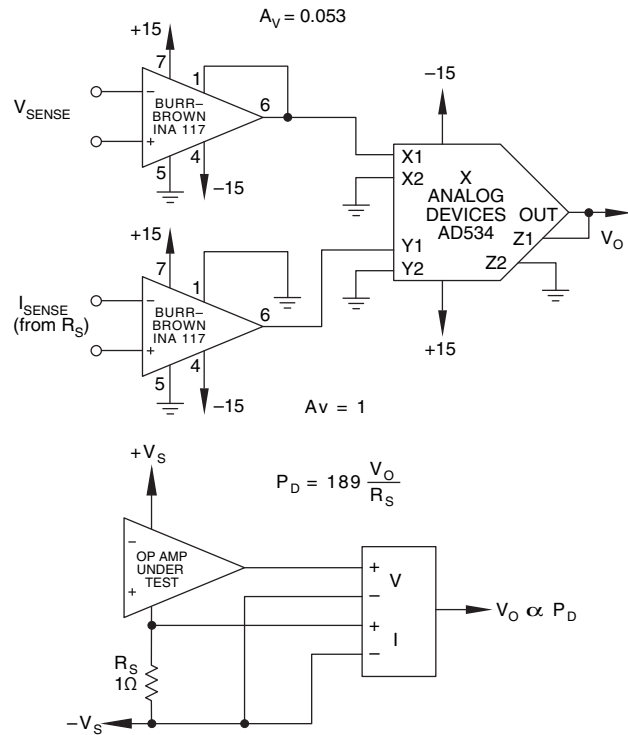 A_V = 0.053
+15
7
1
−
V_SENSE
BURR–
BROWN
INA 117
6
+
5
4
−15
−15
X1
X2
X
ANALOG
DEVICES
AD534
OUT
Z1
V_O
Y1
Y2
Z2
+15
+15
7
1
−
I_SENSE
(from R_S)
BURR–
BROWN
INA 117
6
+
5
4
−15
Av = 1
+V_S
P_D = 189 V_O / R_S
−
OP AMP
UNDER
TEST
+
+
V
−
+
I
−
V_O ∝ P_D
R_S
1Ω
−V_S